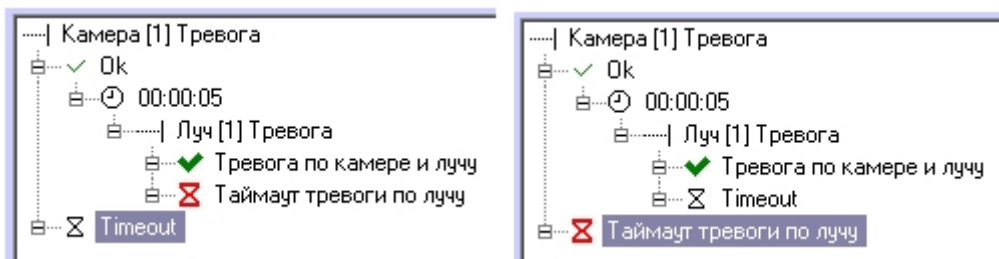 Камера [1] Тревога
Ok
00:00:05
Луч [1] Тревога
Тревога по камере и лучу
Таймаут тревоги по лучу
Timeout
Камера [1] Тревога
Ok
00:00:05
Луч [1] Тревога
Тревога по камере и лучу
Timeout
Таймаут тревоги по лучу